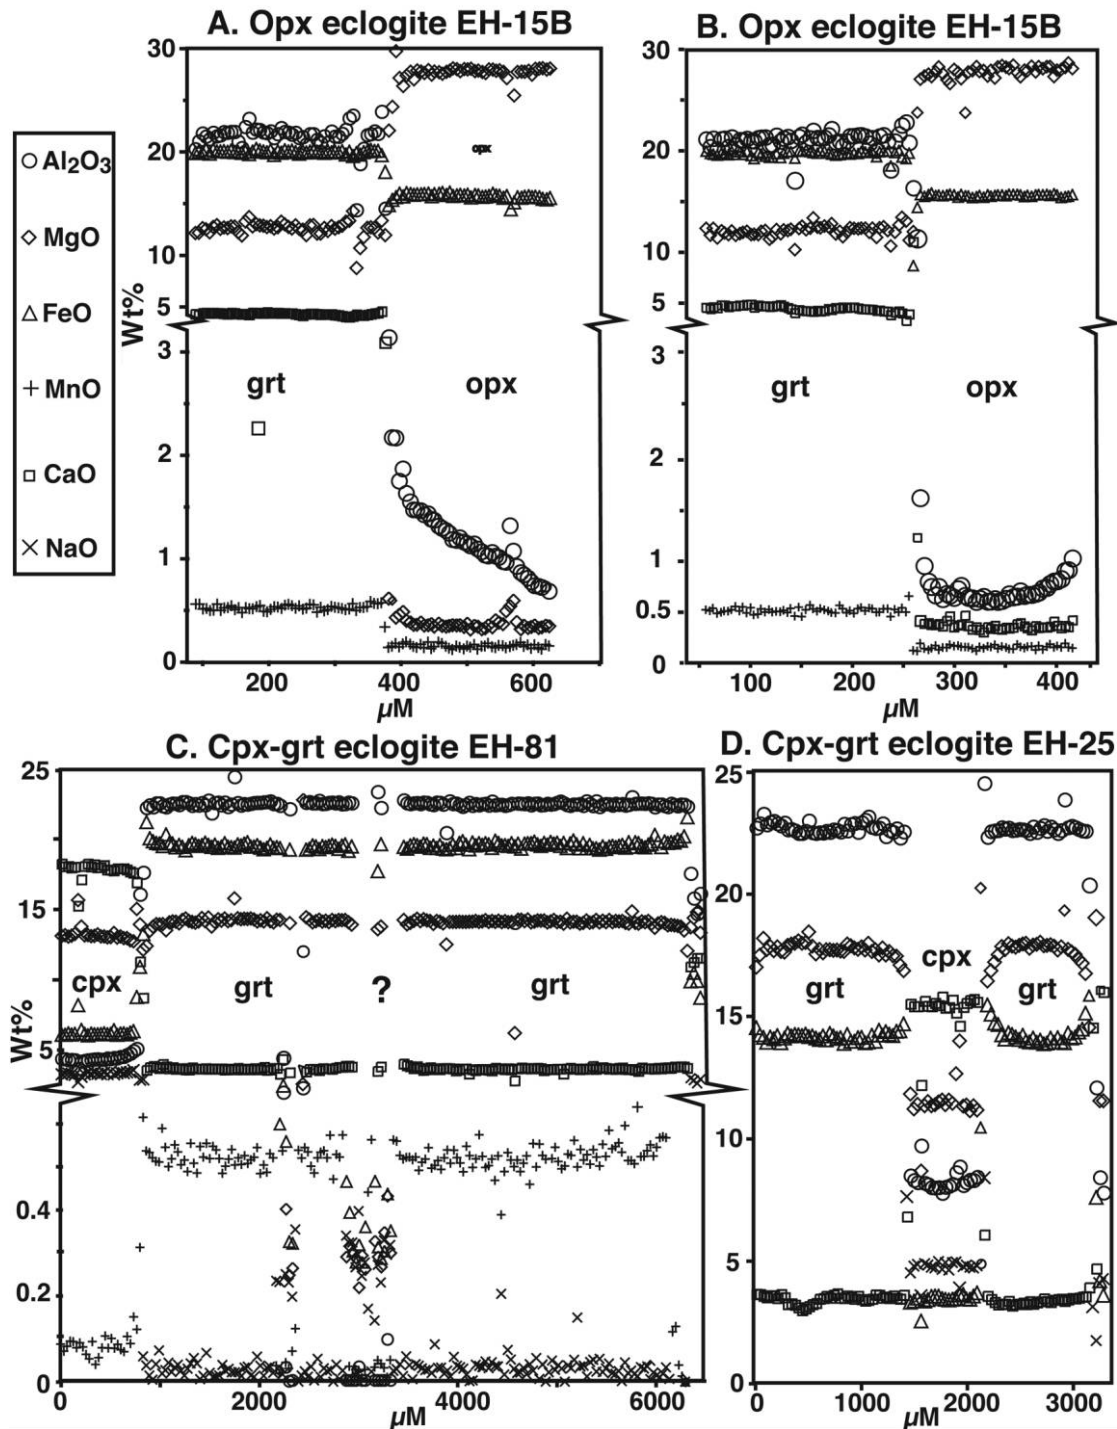 A. Opx eclogite EH-15B
B. Opx eclogite EH-15B
Al₂O₃
MgO
FeO
MnO
CaO
NaO
Wt%
30
20
10
5
3
2
1
0
grt
opx
opx
200
400
600
µM
30
20
10
5
3
2
1
0.5
0
grt
opx
100
200
300
400
µM
C. Cpx-grt eclogite EH-81
D. Cpx-grt eclogite EH-25
Wt%
25
15
5
0.4
0.2
0
cpx
grt
?
grt
0
2000
4000
6000
µM
25
20
15
10
5
0
grt
cpx
grt
0
1000
2000
3000
µM